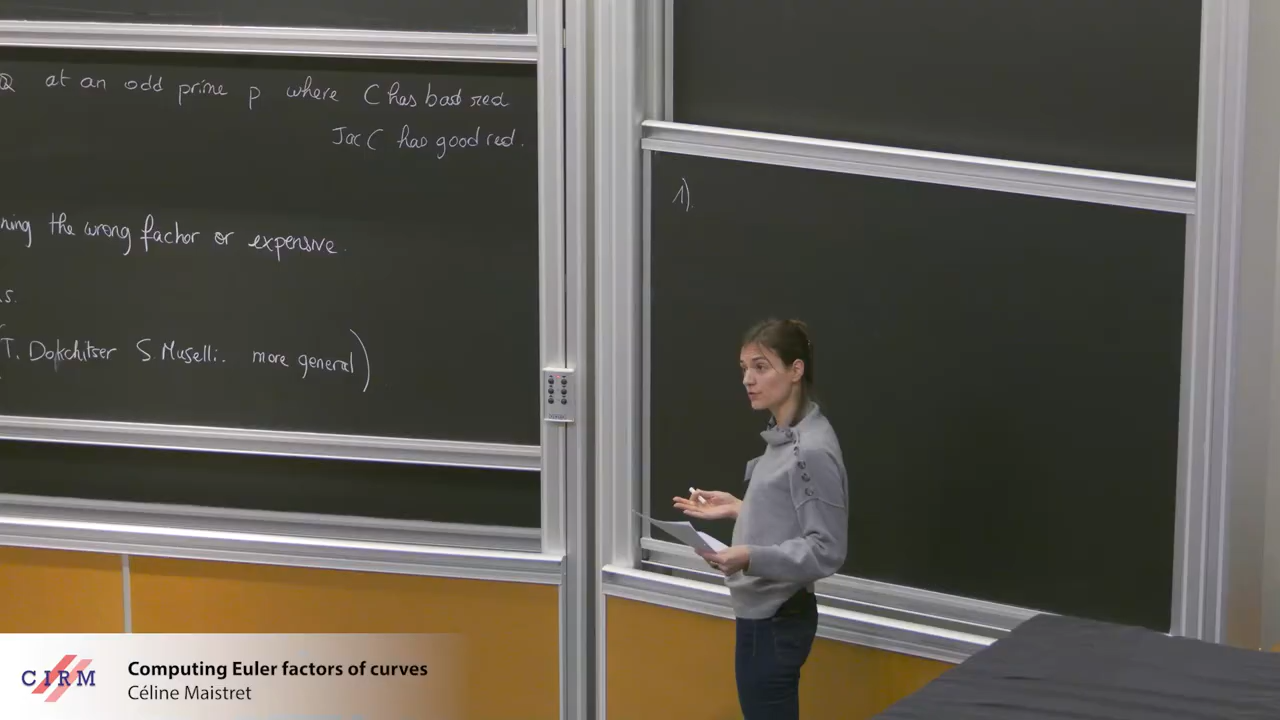 Q at an odd prime p where C has bad red
Jac C has good red.
ning the wrong factor or expensive.
s.
T. Dokchitser S. Muselli. more general)
1)
CIRM
Computing Euler factors of curves
Céline Maistret